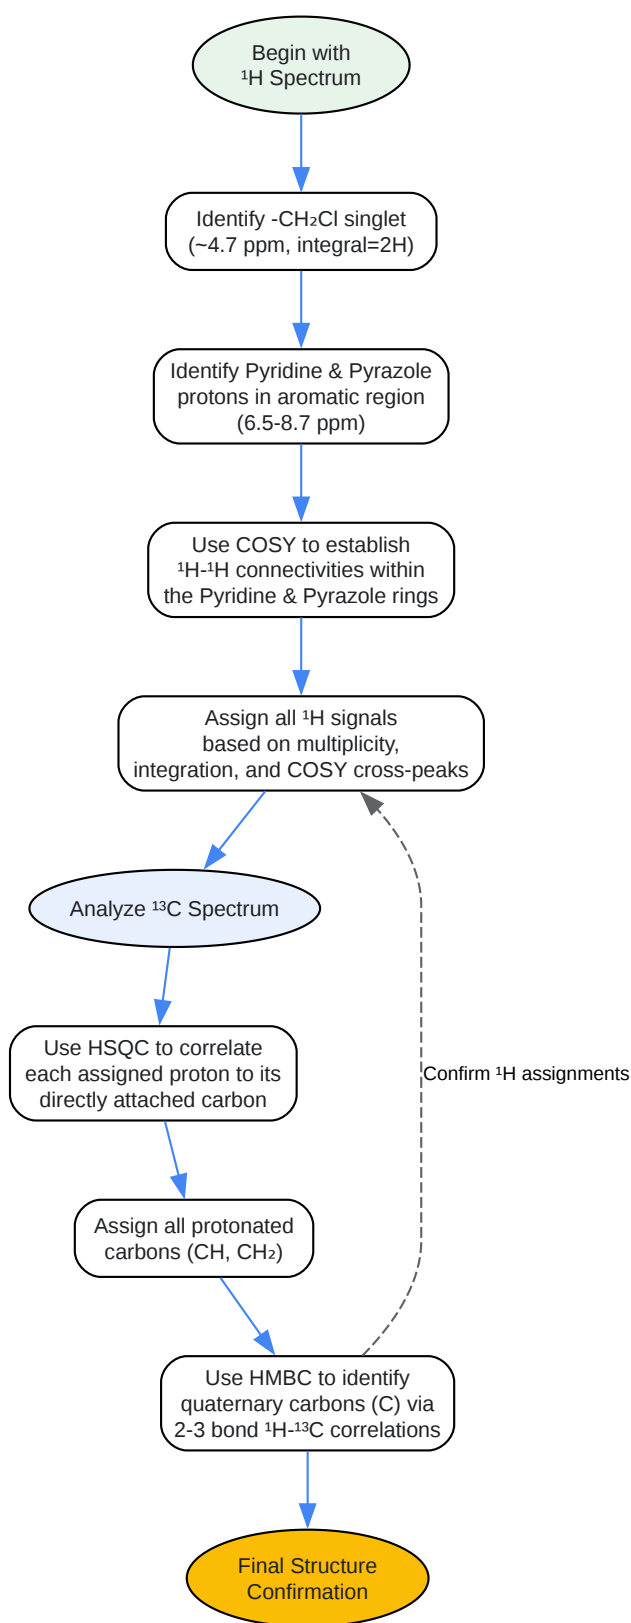 Begin with
¹H Spectrum
Identify -CH₂Cl singlet
(~4.7 ppm, integral=2H)
Identify Pyridine & Pyrazole
protons in aromatic region
(6.5-8.7 ppm)
Use COSY to establish
¹H-¹H connectivities within
the Pyridine & Pyrazole rings
Assign all ¹H signals
based on multiplicity,
integration, and COSY cross-peaks
Analyze ¹³C Spectrum
Use HSQC to correlate
each assigned proton to its
directly attached carbon
Confirm ¹H assignments
Assign all protonated
carbons (CH, CH₂)
Use HMBC to identify
quaternary carbons (C) via
2-3 bond ¹H-¹³C correlations
Final Structure
Confirmation